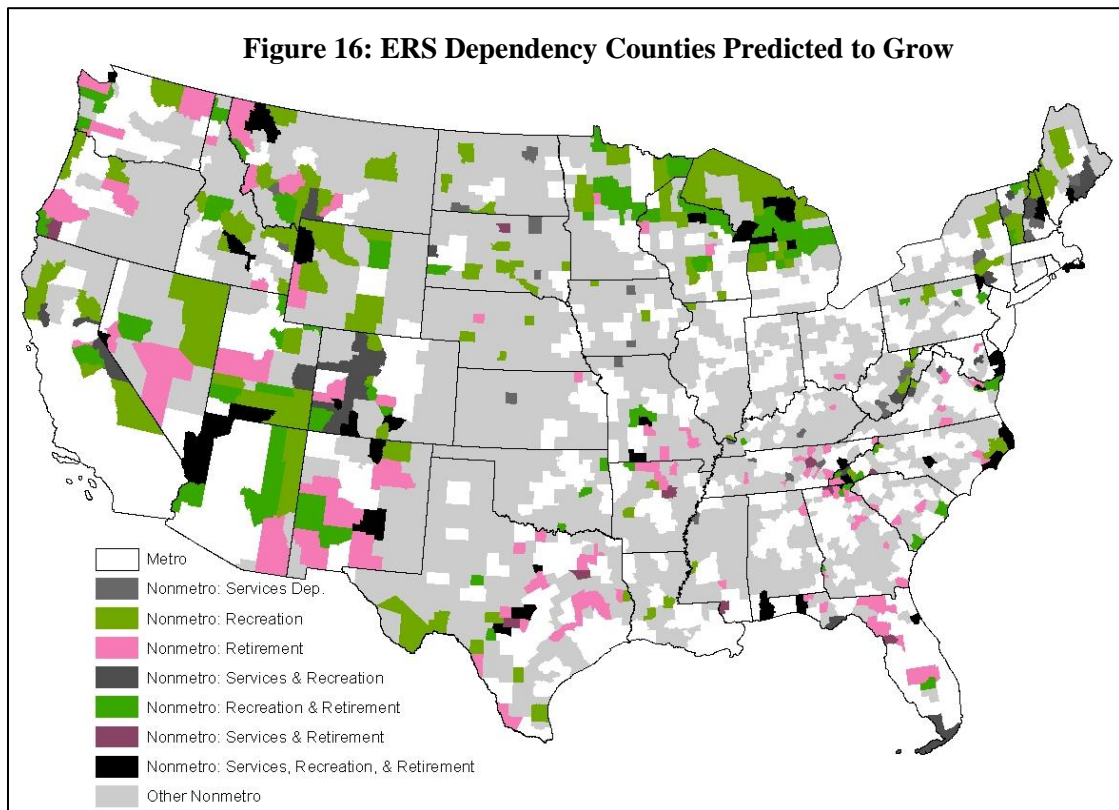 Figure 16: ERS Dependency Counties Predicted to Grow
Metro
Nonmetro: Services Dep.
Nonmetro: Recreation
Nonmetro: Retirement
Nonmetro: Services & Recreation
Nonmetro: Recreation & Retirement
Nonmetro: Services & Retirement
Nonmetro: Services, Recreation, & Retirement
Other Nonmetro